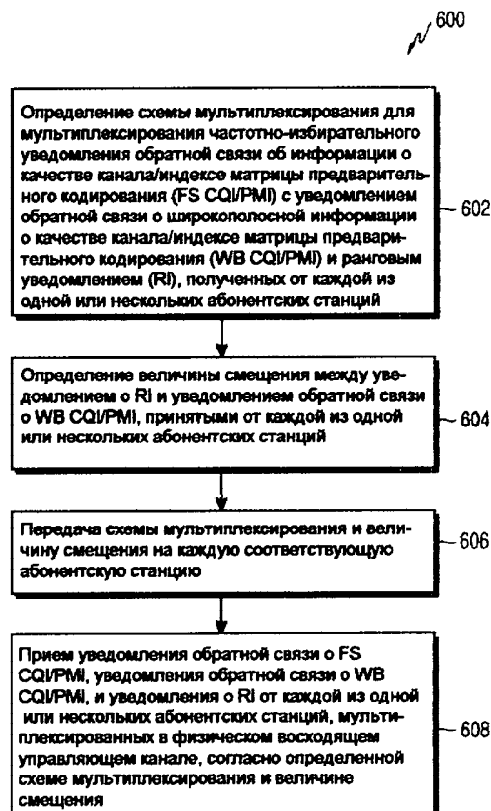 600
Определение схемы мультиплексирования для
мультиплексирования частотно-избирательного
уведомления обратной связи об информации о
качестве канала/индексе матрицы предваритель-
ного кодирования (FS CQI/PMI) с уведомлением
обратной связи о широкополосной информации
о качестве канала/индексе матрицы предвари-
тельного кодирования (WB CQI/PMI) и ранговым
уведомлением (RI), полученных от каждой из
одной или нескольких абонентских станций
602
Определение величины смещения между уве-
домлением о RI и уведомлением обратной связи
о WB CQI/PMI, принятыми от каждой из одной
или нескольких абонентских станций
604
Передача схемы мультиплексирования и вели-
чину смещения на каждую соответствующую
абонентскую станцию
606
Прием уведомления обратной связи о FS
CQI/PMI, уведомления обратной связи о WB
CQI/PMI, и уведомления о RI от каждой из одной
или нескольких абонентских станций, мульти-
плексированных в физическом восходящем
управляющем канале, согласно определенной
схеме мультиплексирования и величине
смещения
608